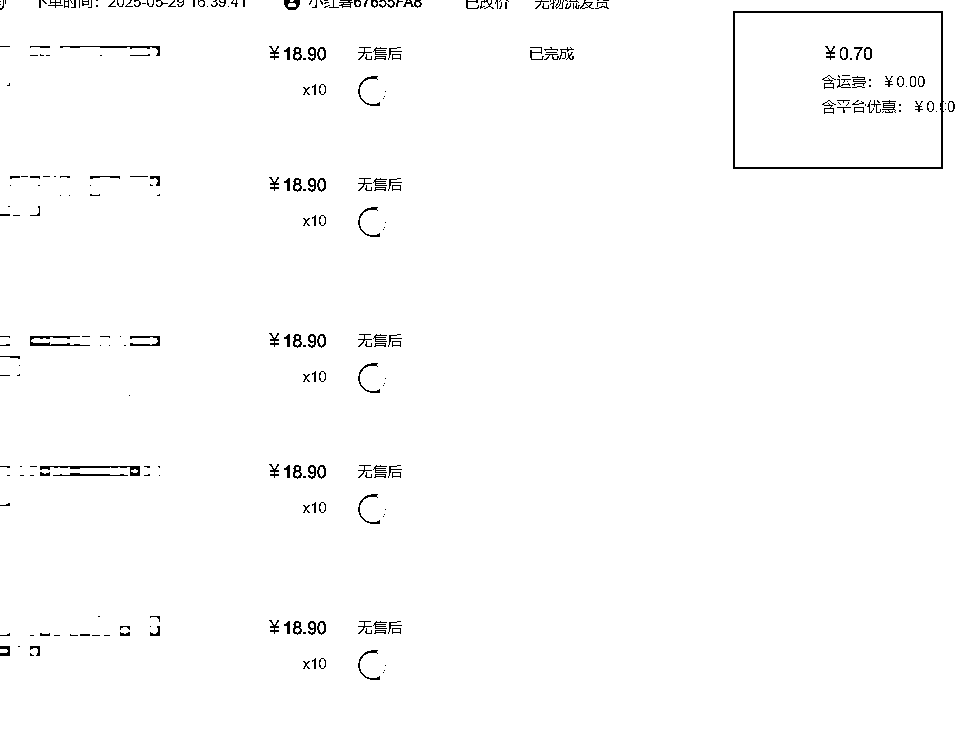 下单时间：2025-05-29 16:39:41 小红薯67655FA8 已改价 无物流发货
￥18.90 无售后 已完成 ￥0.70
x10 含运费：￥0.00
含平台优惠：￥0.00
￥18.90 无售后
x10
￥18.90 无售后
x10
￥18.90 无售后
x10
￥18.90 无售后
x10